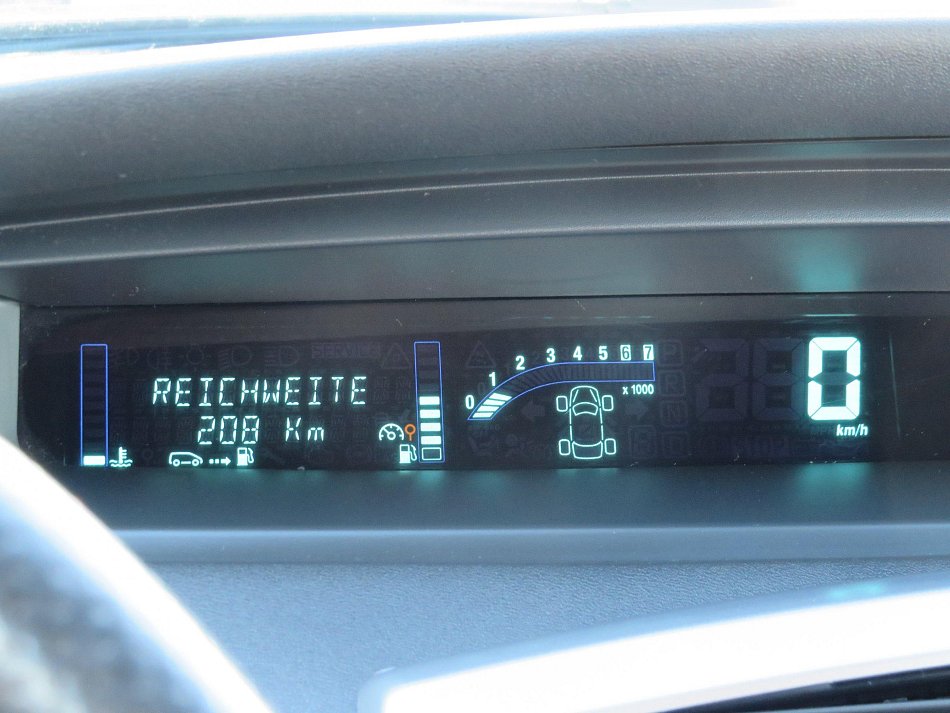 REICHWEITE
208 Km
0 1 2 3 4 5 6 7
x 1000
0
km/h